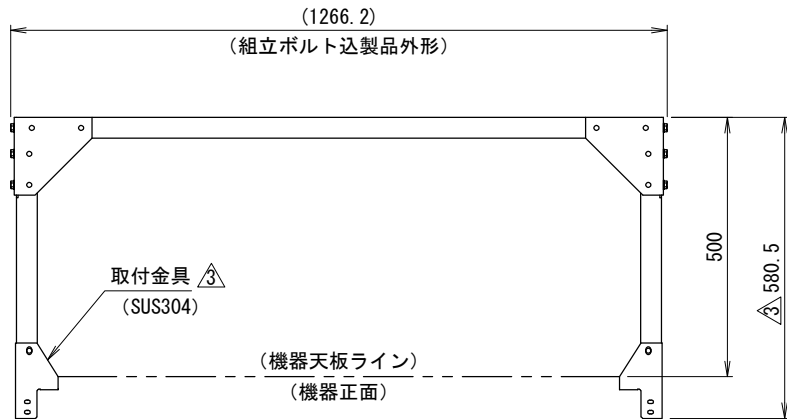 (1266.2)
(組立ボルト込製品外形)
取付金具 3
(SUS304)
500
3 580.5
(機器天板ライン)
(機器正面)